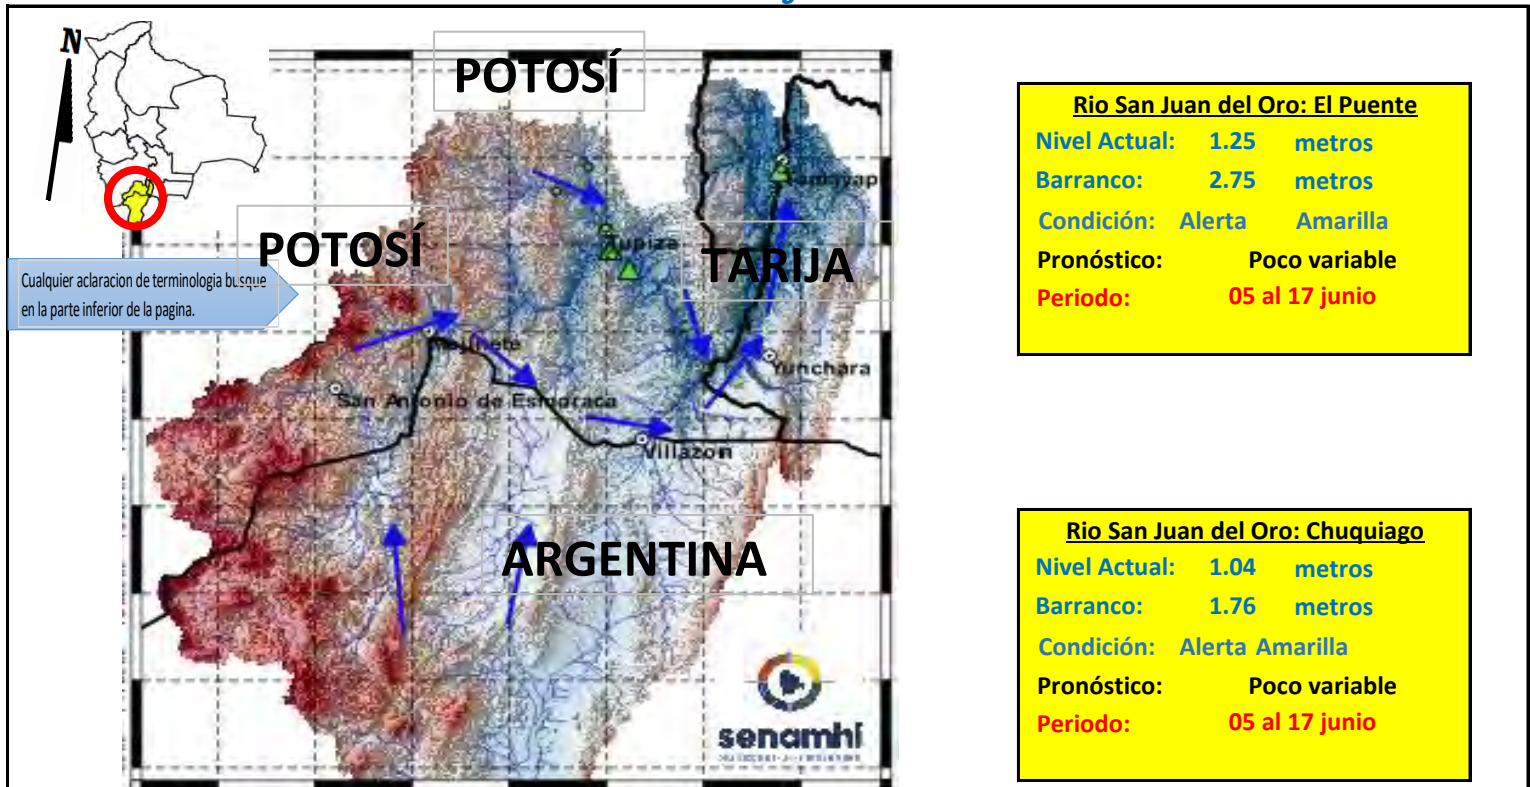 N
POTOSÍ
POTOSÍ
TARIJA
ARGENTINA
Cualquier aclaracion de terminologia busque
en la parte inferior de la pagina.
Tupiza
Yunchara
San Antonio de Esmoraca
Villazon
senamhi
Rio San Juan del Oro: El Puente
Nivel Actual: 1.25 metros
Barranco: 2.75 metros
Condición: Alerta Amarilla
Pronóstico: Poco variable
Periodo: 05 al 17 junio
Rio San Juan del Oro: Chuquiago
Nivel Actual: 1.04 metros
Barranco: 1.76 metros
Condición: Alerta Amarilla
Pronóstico: Poco variable
Periodo: 05 al 17 junio